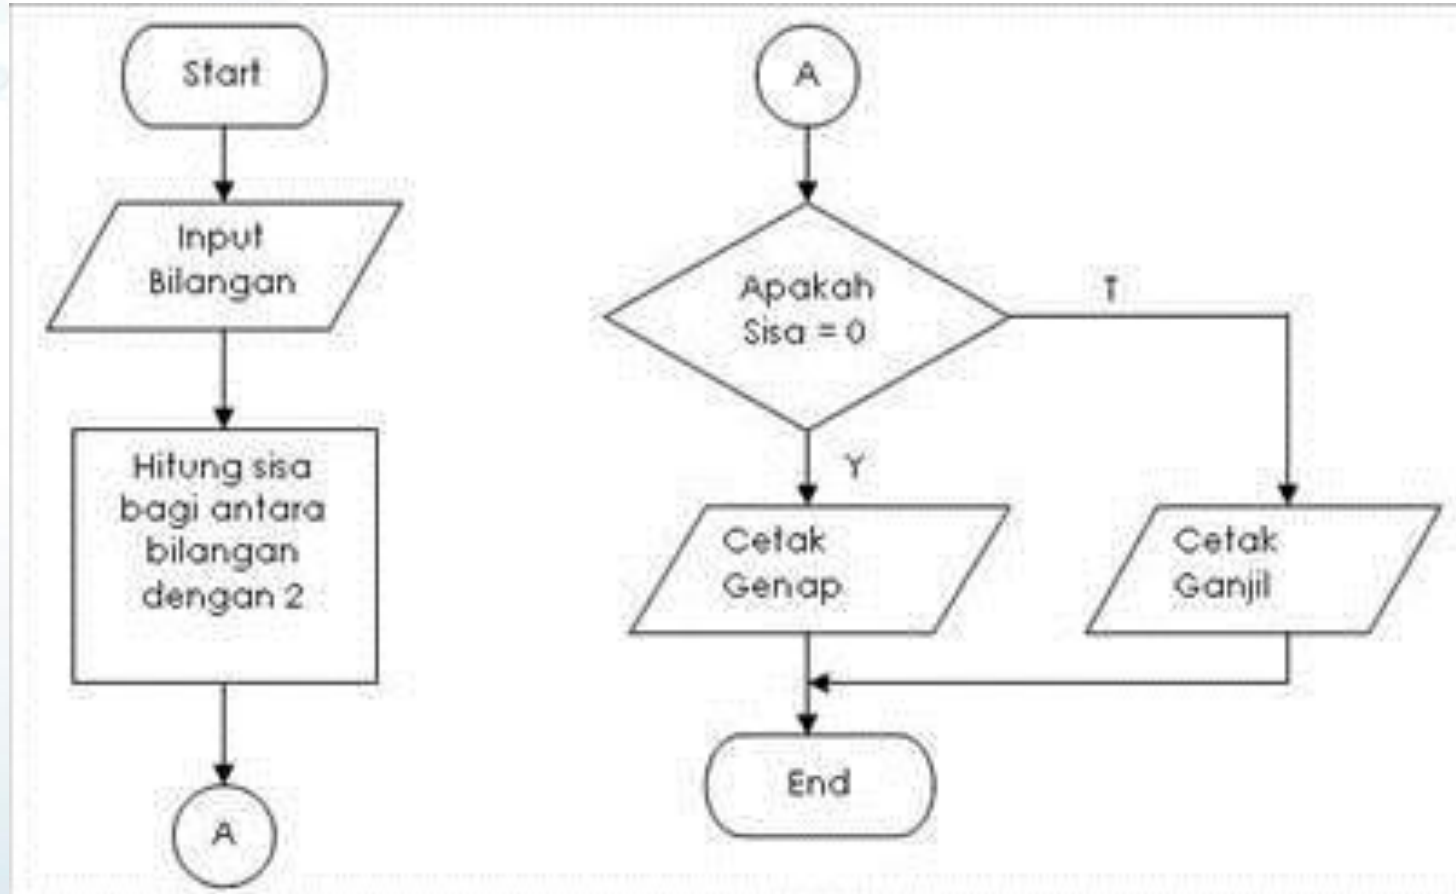 Start
Input
Bilangan
Hitung sisa
bagi antara
bilangan
dengan 2
A
A
Apakah
Sisa = 0
T
Y
Cetak
Genap
Cetak
Ganjil
End